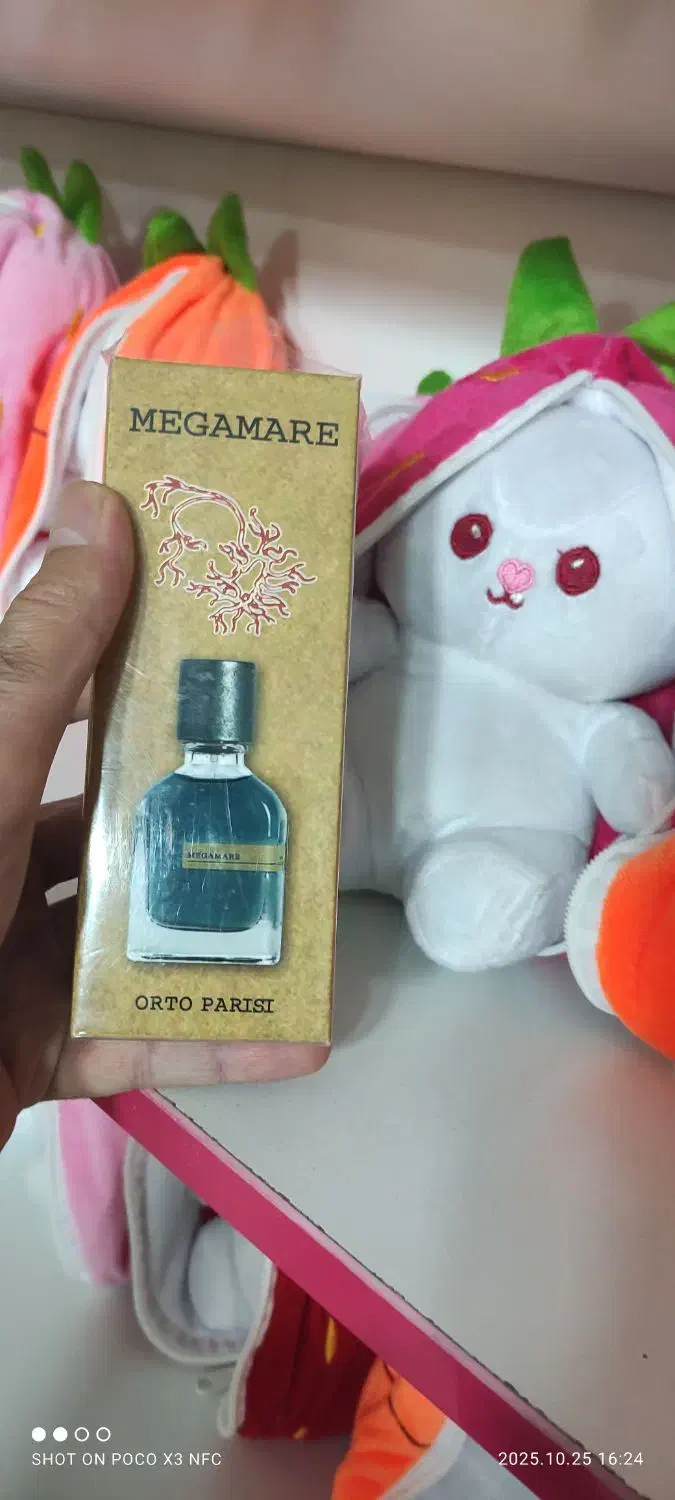 MEGAMARE
MEGAMARE
ORTO PARISI
SHOT ON POCO X3 NFC
2025.10.25 16:24